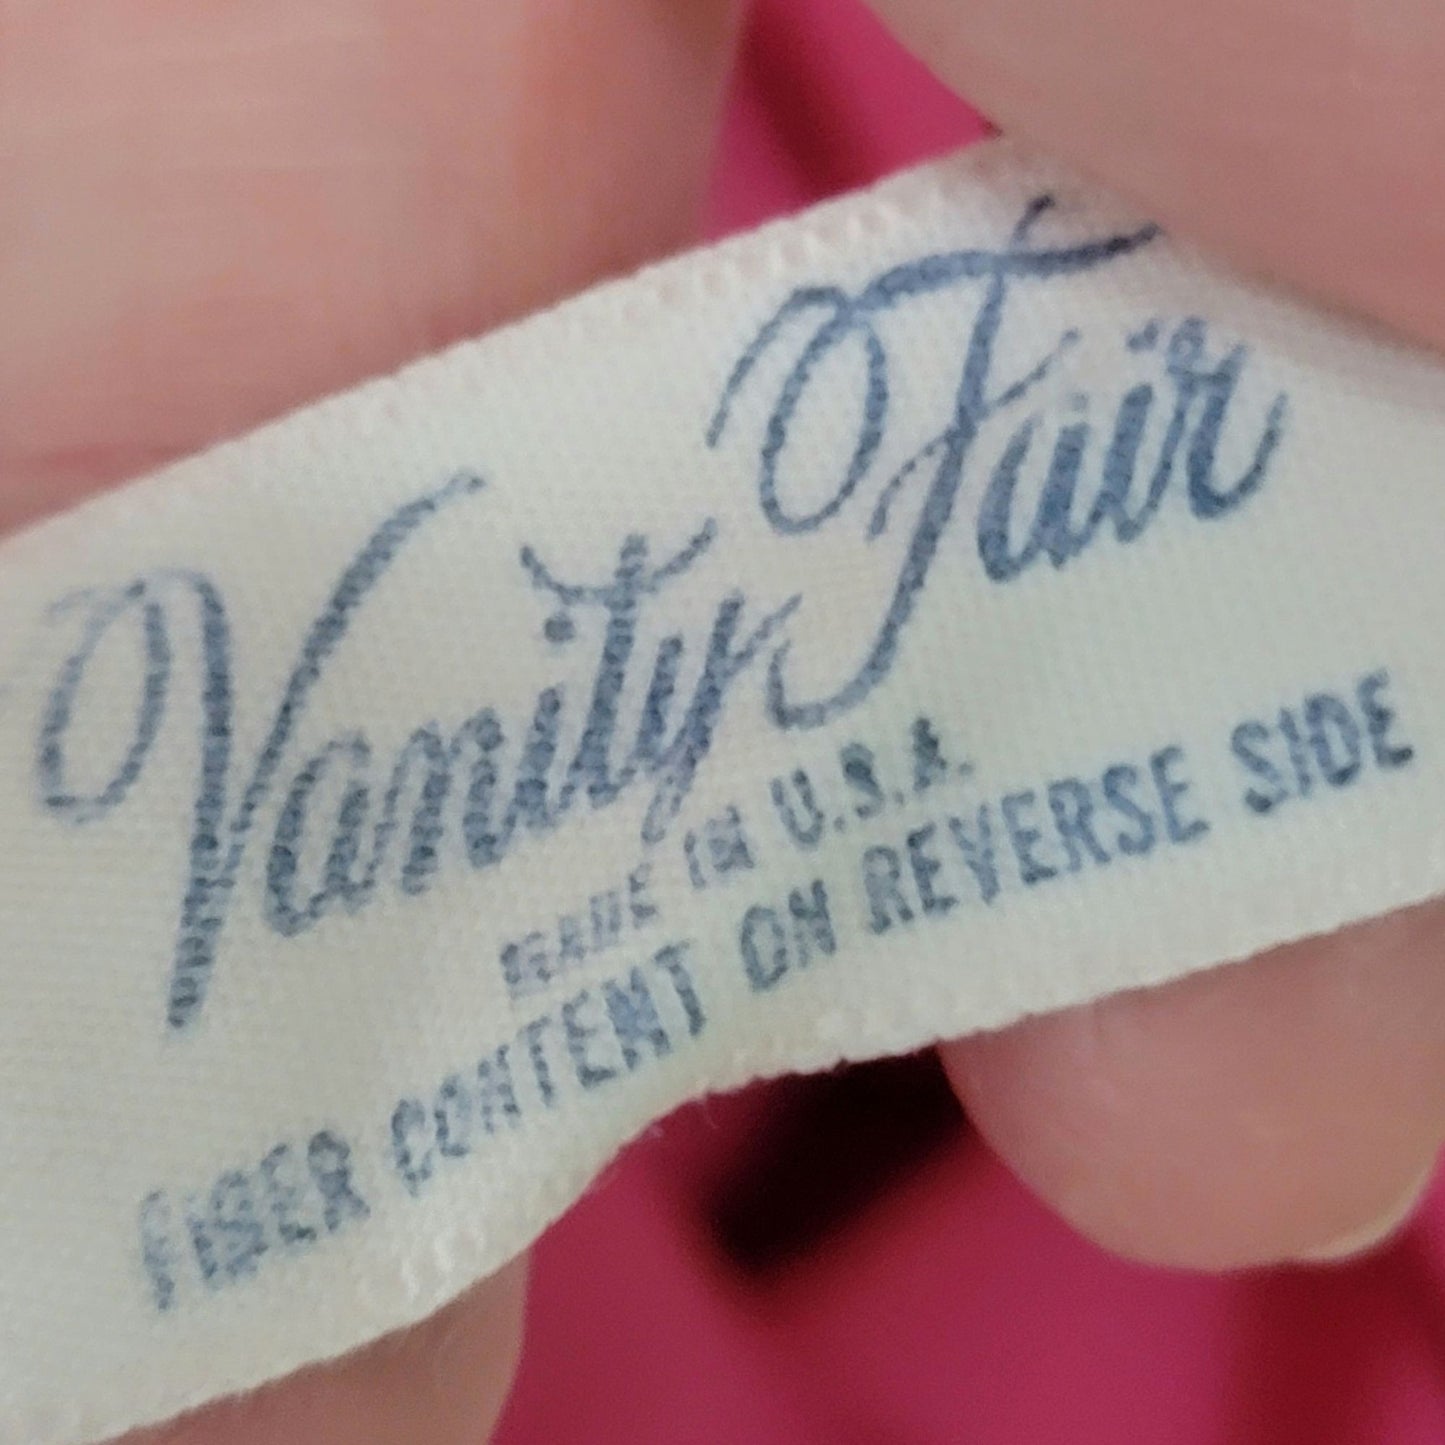 Vanity Fair
MADE IN U.S.A.
FIBER CONTENT ON REVERSE SIDE